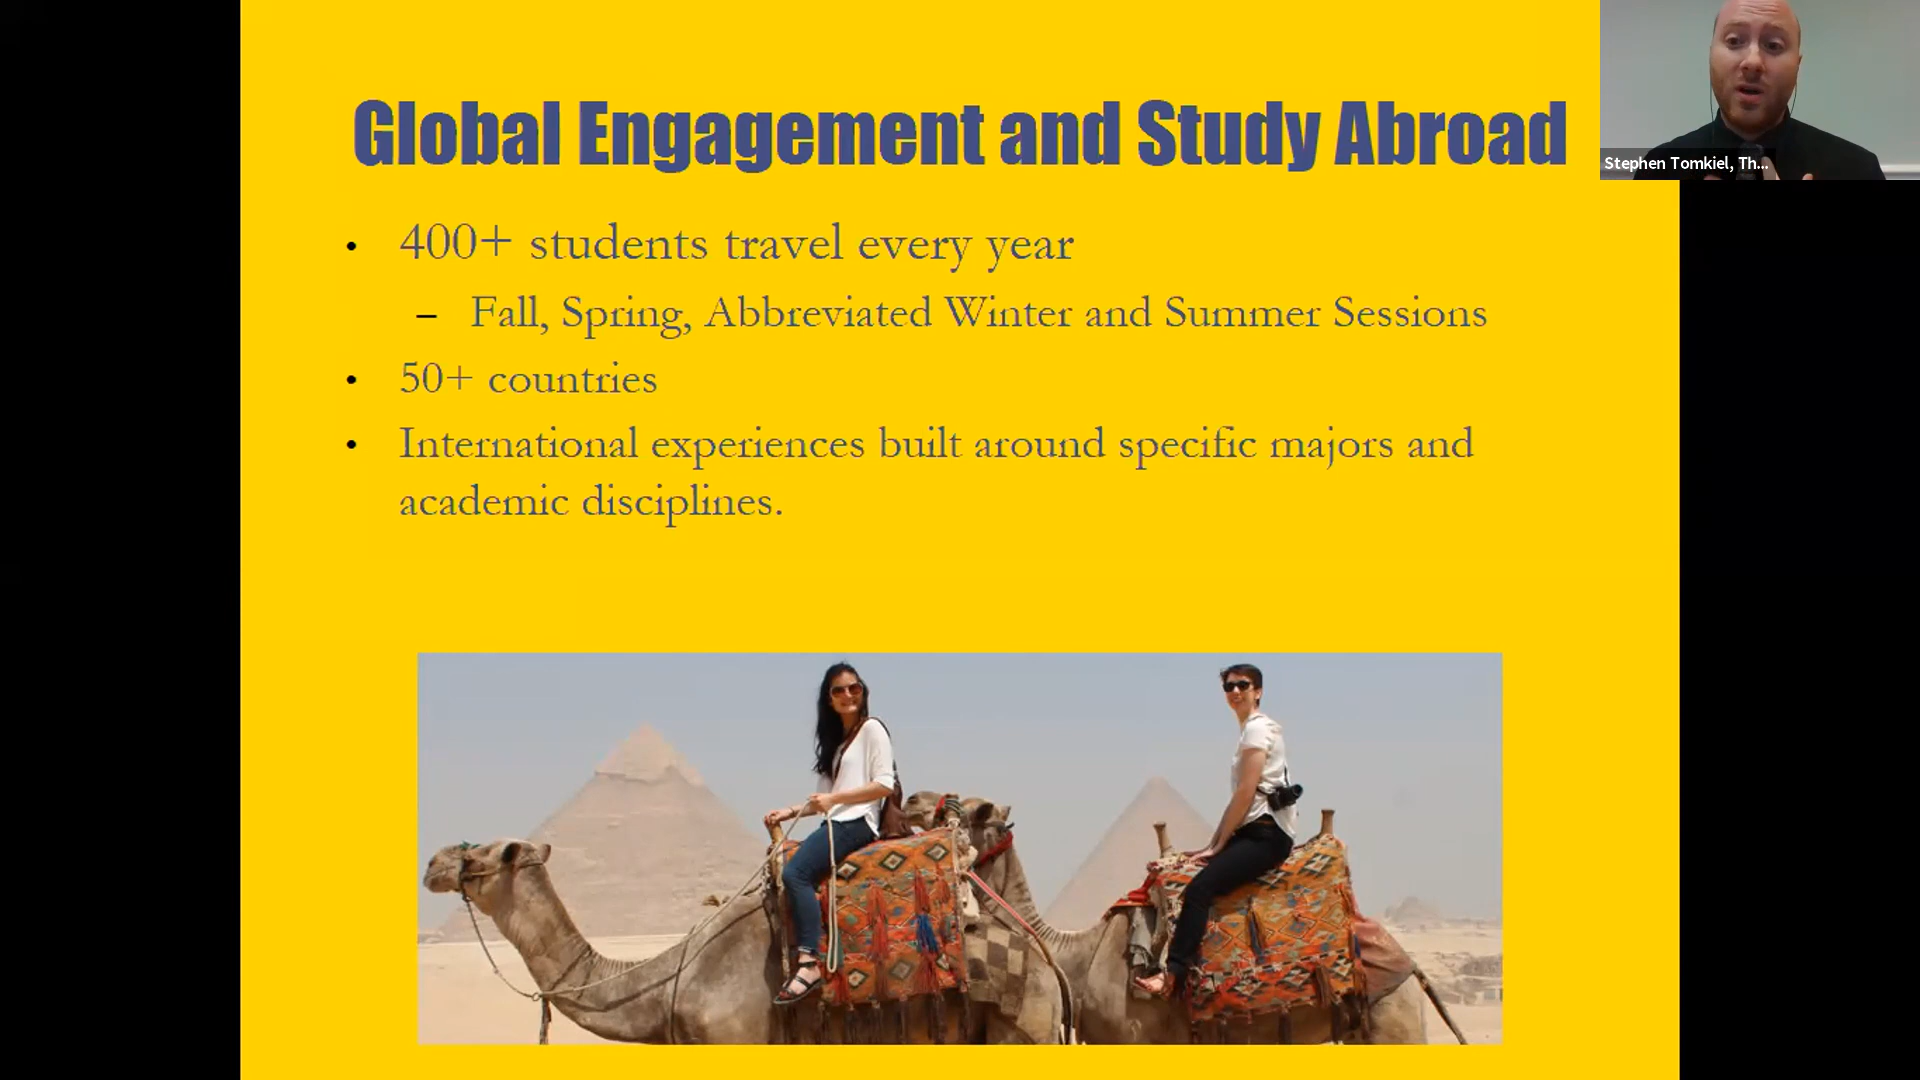 Global Engagement and Study Abroad
Stephen Tomkiel, Th...
• 400+ students travel every year
– Fall, Spring, Abbreviated Winter and Summer Sessions
• 50+ countries
• International experiences built around specific majors and
academic disciplines.